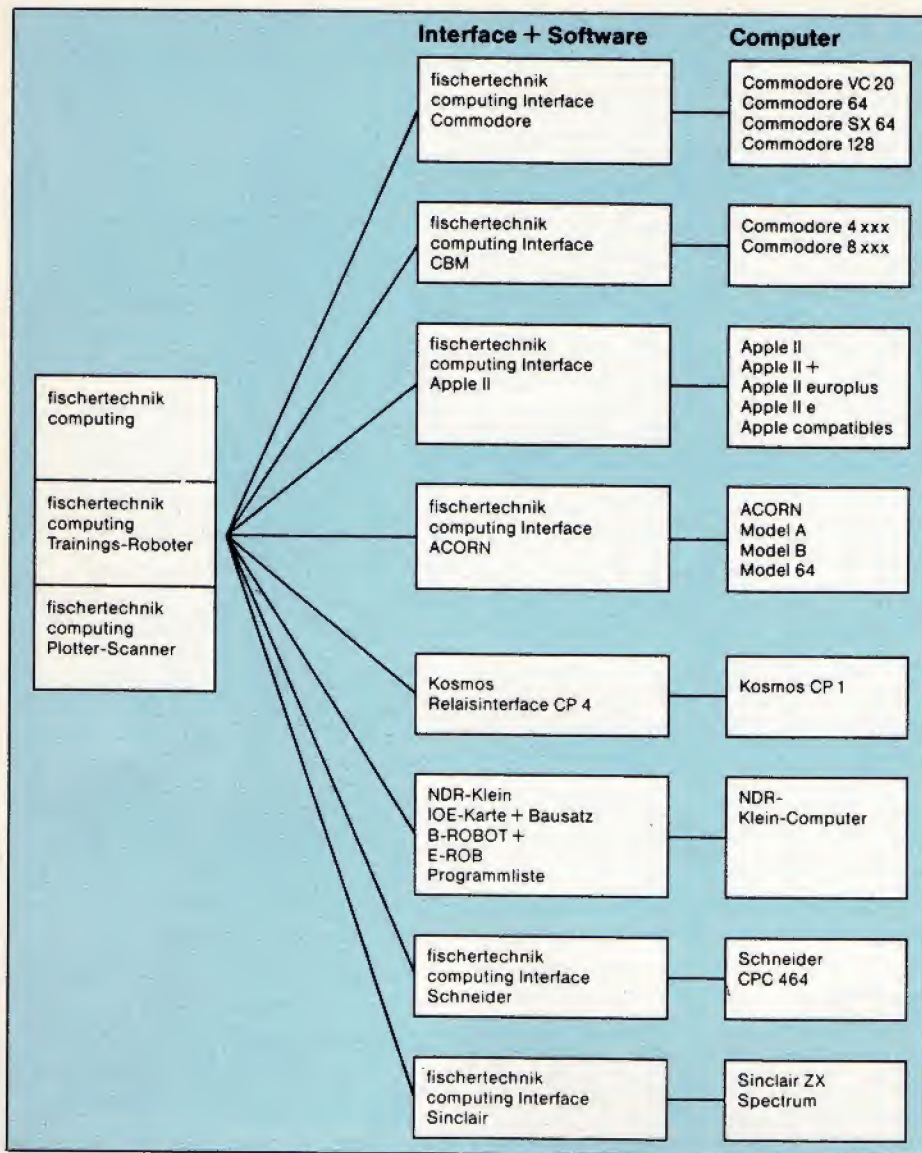 Interface + Software
Computer
fischertechnik
computing
fischertechnik
computing
Trainings-Roboter
fischertechnik
computing
Plotter-Scanner
fischertechnik
computing Interface
Commodore
Commodore VC 20
Commodore 64
Commodore SX 64
Commodore 128
fischertechnik
computing Interface
CBM
Commodore 4 xxx
Commodore 8 xxx
fischertechnik
computing Interface
Apple II
Apple II
Apple II +
Apple II europlus
Apple II e
Apple compatibles
fischertechnik
computing Interface
ACORN
ACORN
Model A
Model B
Model 64
Kosmos
Relaisinterface CP 4
Kosmos CP 1
NDR-Klein
IOE-Karte + Bausatz
B-ROBOT +
E-ROB
Programmliste
NDR-
Klein-Computer
fischertechnik
computing Interface
Schneider
Schneider
CPC 464
fischertechnik
computing Interface
Sinclair
Sinclair ZX
Spectrum